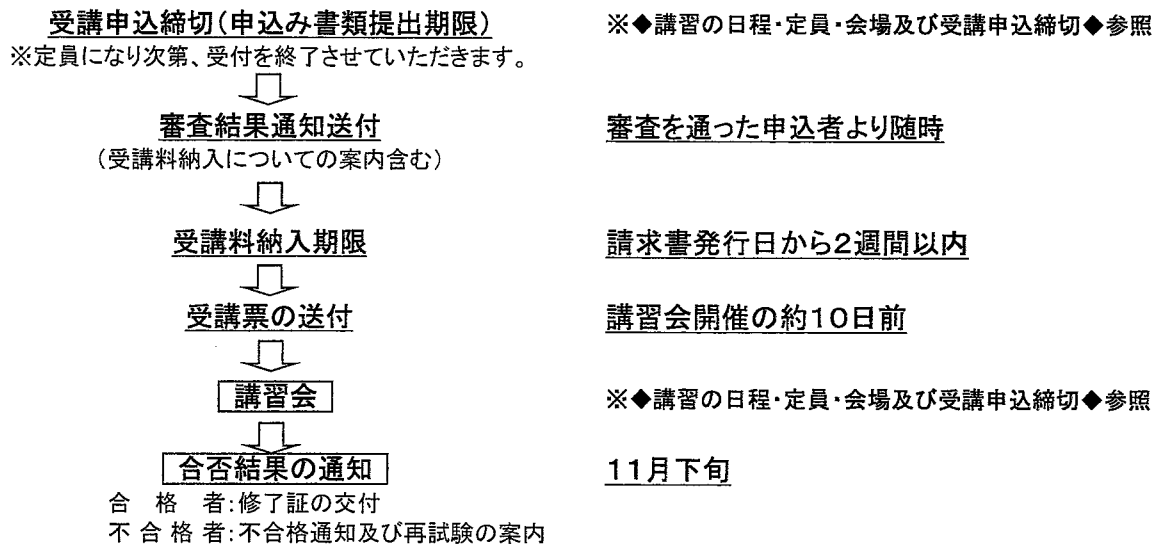 受講申込締切(申込み書類提出期限) ※◆講習の日程・定員・会場及び受講申込締切◆参照
※定員になり次第、受付を終了させていただきます。
審査結果通知送付 審査を通った申込者より随時
(受講料納入についての案内含む)
受講料納入期限 請求書発行日から2週間以内
受講票の送付 講習会開催の約10日前
講習会 ※◆講習の日程・定員・会場及び受講申込締切◆参照
合否結果の通知 11月下旬
合 格 者:修了証の交付
不 合 格 者:不合格通知及び再試験の案内